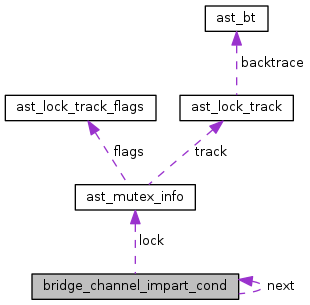 ast_bt
backtrace
ast_lock_track_flags
ast_lock_track
flags
track
ast_mutex_info
lock
bridge_channel_impart_cond
next